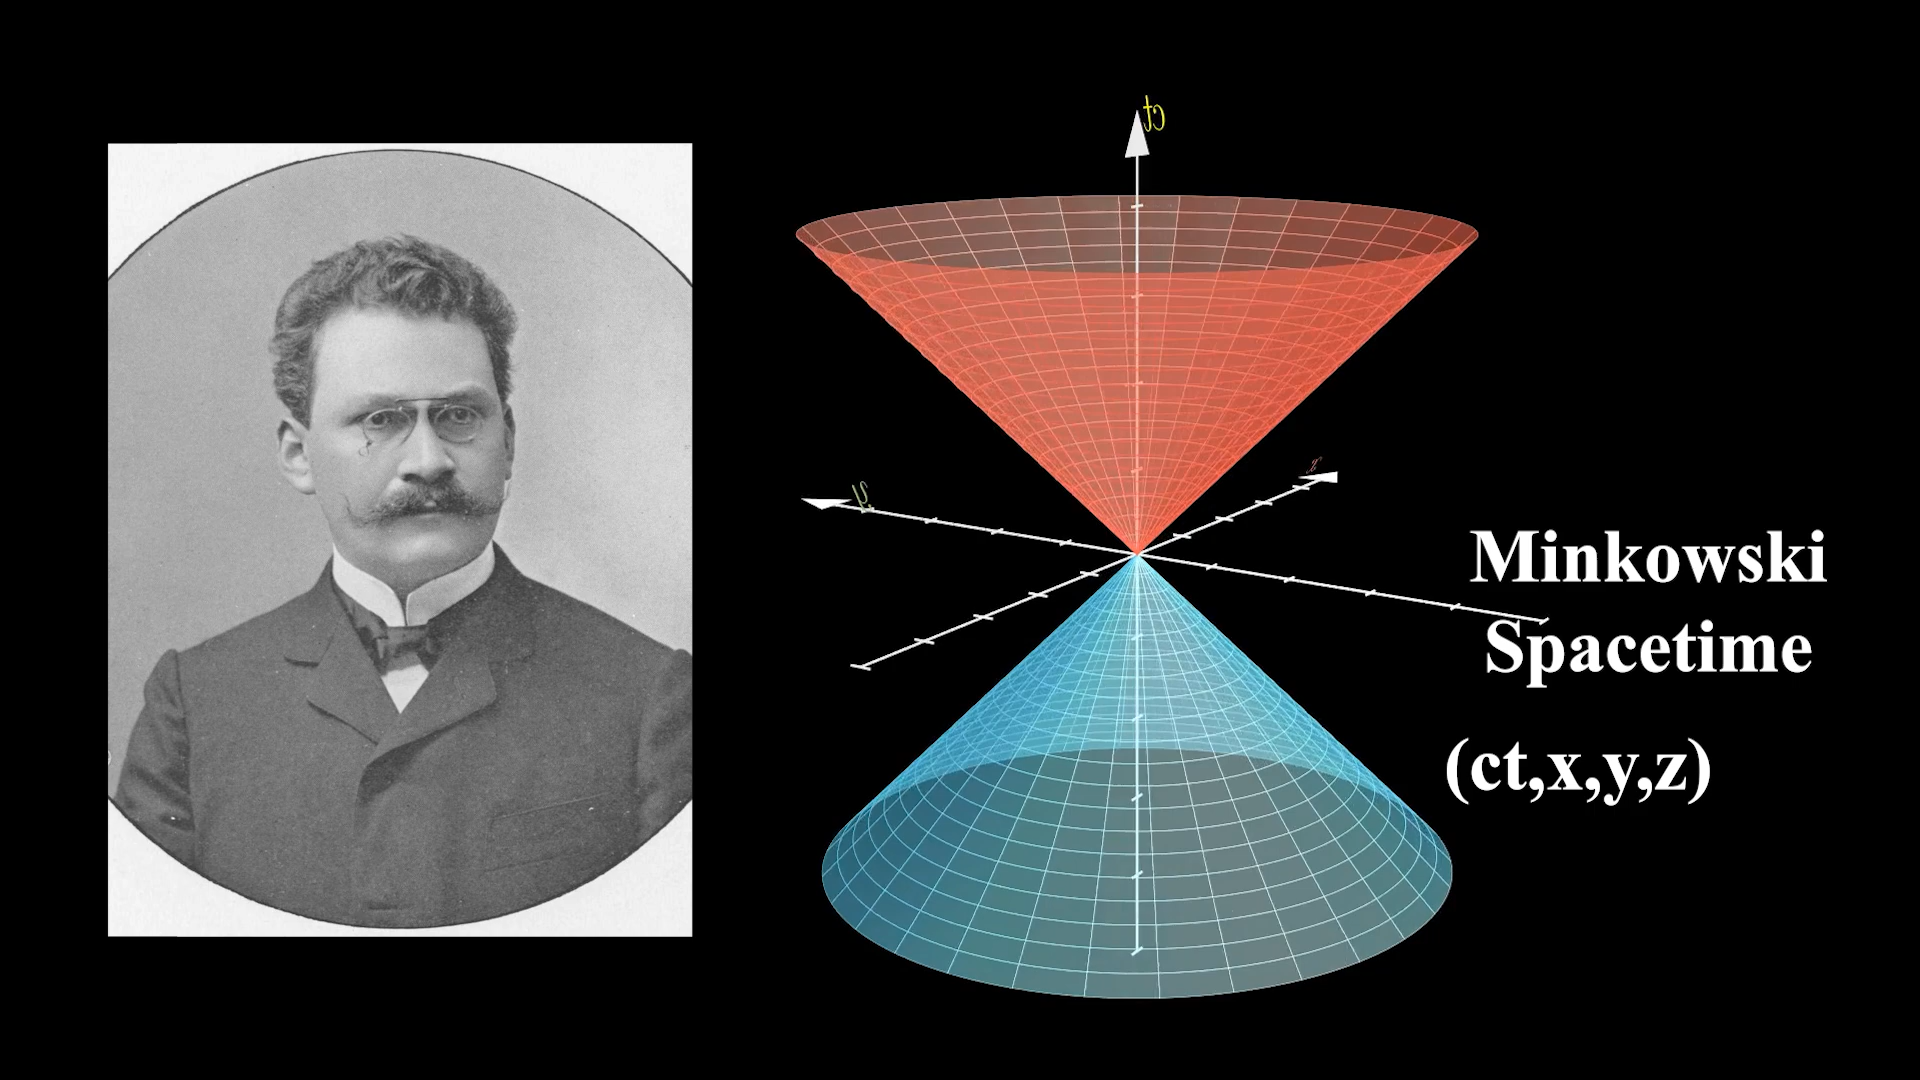 ct
y
x
Minkowski
Spacetime
(ct,x,y,z)